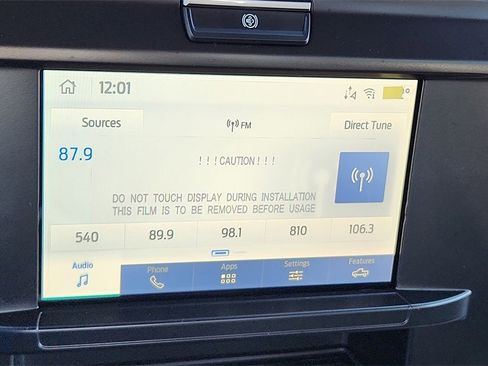 12:01
Sources
FM
Direct Tune
87.9
!!!CAUTION!!!
DO NOT TOUCH DISPLAY DURING INSTALLATION
THIS FILM IS TO BE REMOVED BEFORE USAGE
540 89.9 98.1 810 106.3
Audio Phone Apps Settings Features